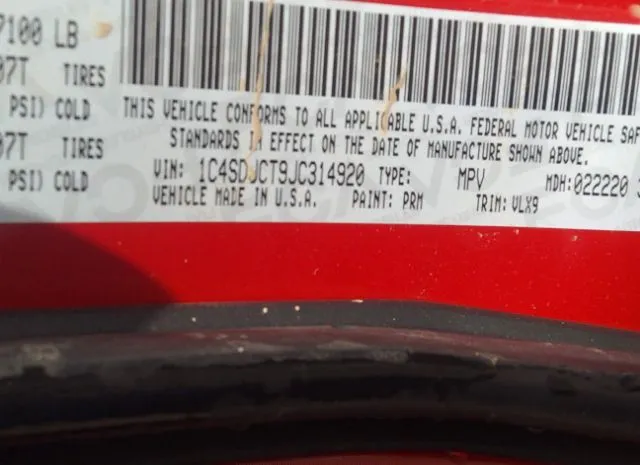 7100 LB
07T TIRES
PSI) COLD
07T TIRES
PSI) COLD
THIS VEHICLE CONFORMS TO ALL APPLICABLE U.S.A. FEDERAL MOTOR VEHICLE SAF
STANDARDS IN EFFECT ON THE DATE OF MANUFACTURE SHOWN ABOVE.
VIN: 1C4SDJCT9JC314920 TYPE: MPV MDH: 022220
VEHICLE MADE IN U.S.A. PAINT: PRM TRIM: VLX9